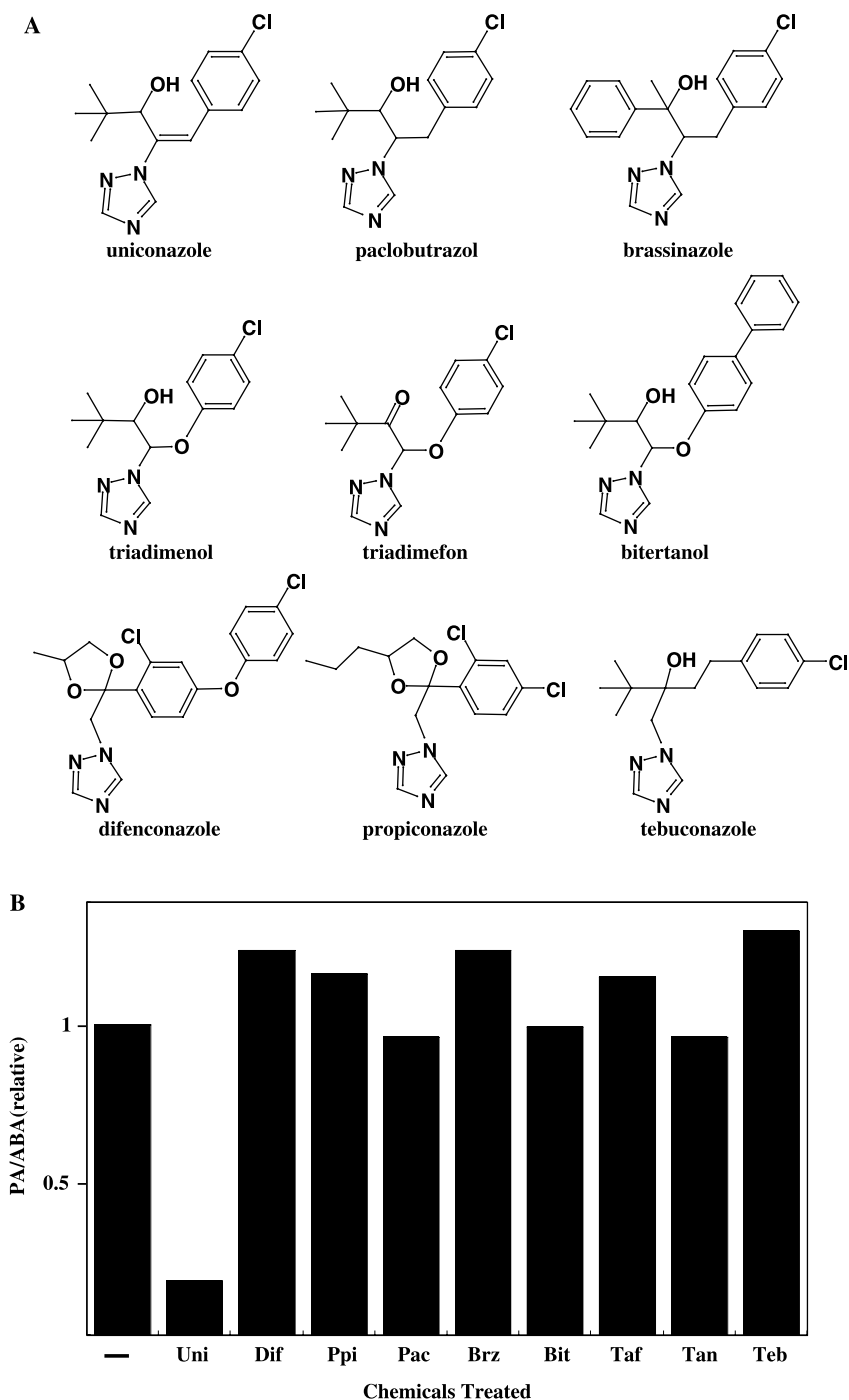 A
Cl
OH
N
N
N
uniconazole
Cl
OH
N
N
N
paclobutrazol
Cl
OH
N
N
N
brassinazole
Cl
OH
O
N
N
N
triadimenol
Cl
O
O
N
N
N
triadimefon
OH
O
N
N
N
bitertanol
Cl
Cl
O
O
O
N
N
N
difenconazole
Cl
O
O
Cl
N
N
N
propiconazole
OH
Cl
N
N
N
tebuconazole
B
PA/ABA(relative)
1
0.5
— Uni Dif Ppi Pac Brz Bit Taf Tan Teb
Chemicals Treated